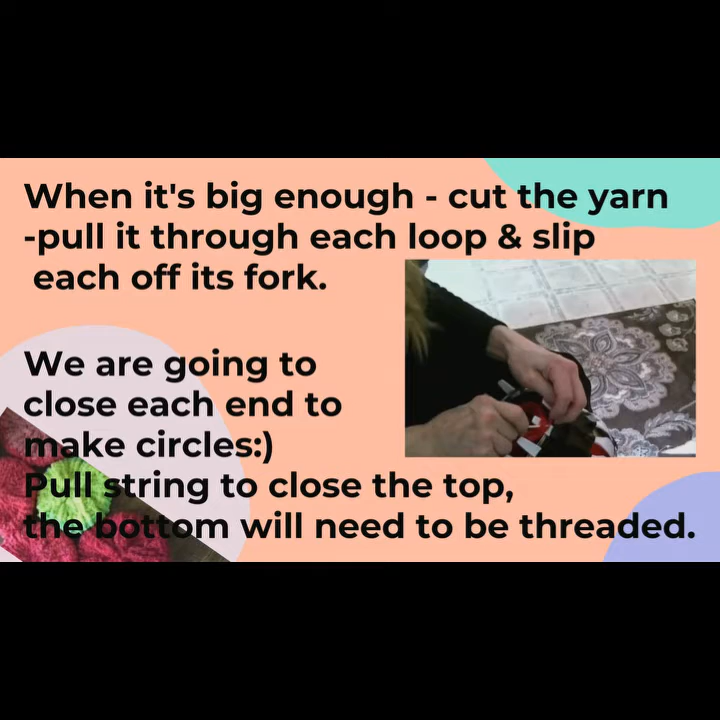 When it's big enough - cut the yarn
-pull it through each loop & slip
each off its fork.
We are going to
close each end to
make circles:)
Pull string to close the top,
the bottom will need to be threaded.